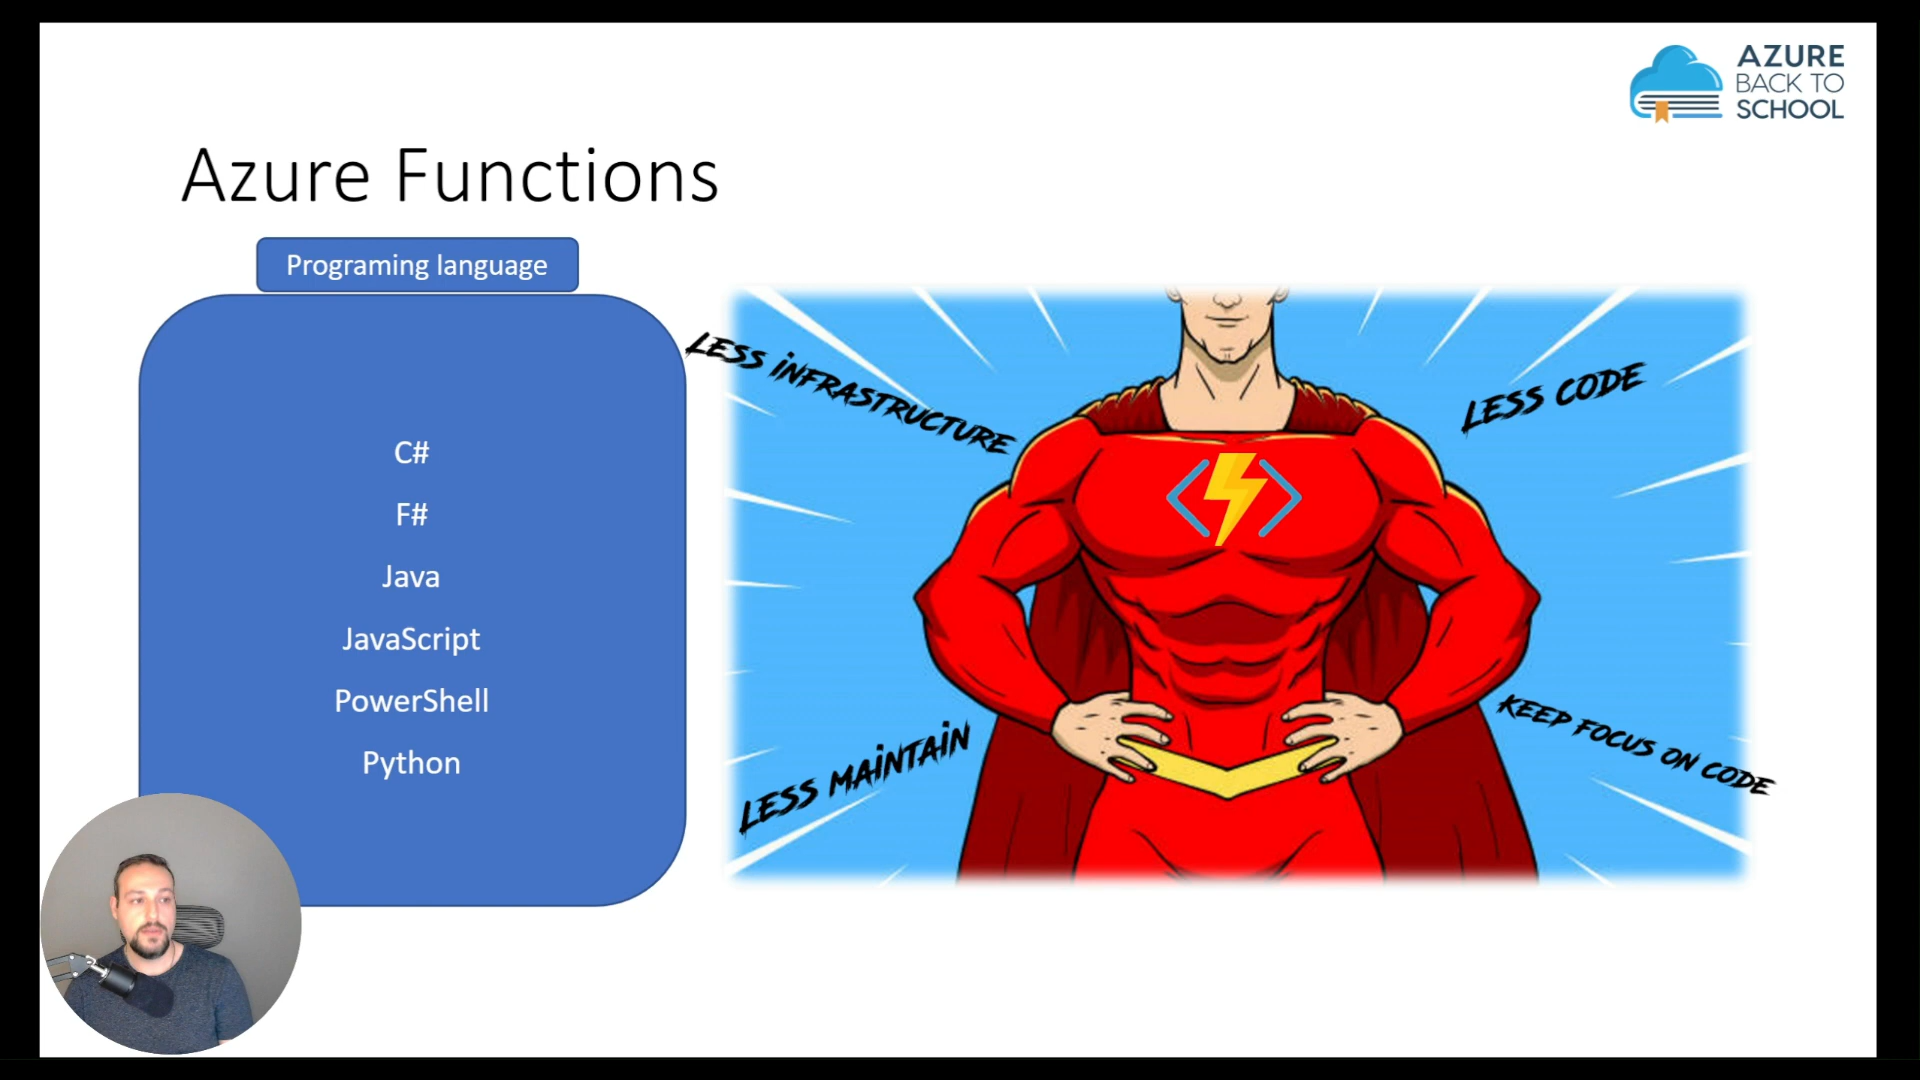 AZURE
BACK TO
SCHOOL
Azure Functions
Programing language
C#
F#
Java
JavaScript
PowerShell
Python
LESS INFRASTRUCTURE
LESS CODE
LESS MAINTAIN
KEEP FOCUS ON CODE